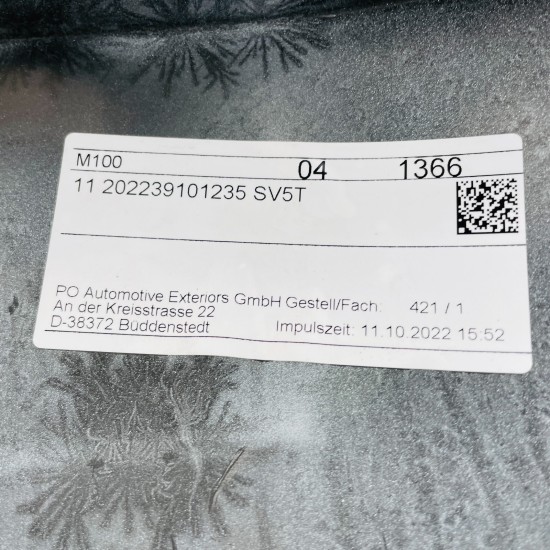 M100 04 1366
11 202239101235 SV5T
PO Automotive Exteriors GmbH Gestell/Fach: 421 / 1
An der Kreisstrasse 22
D-38372 Büddenstedt Impulszeit: 11.10.2022 15:52